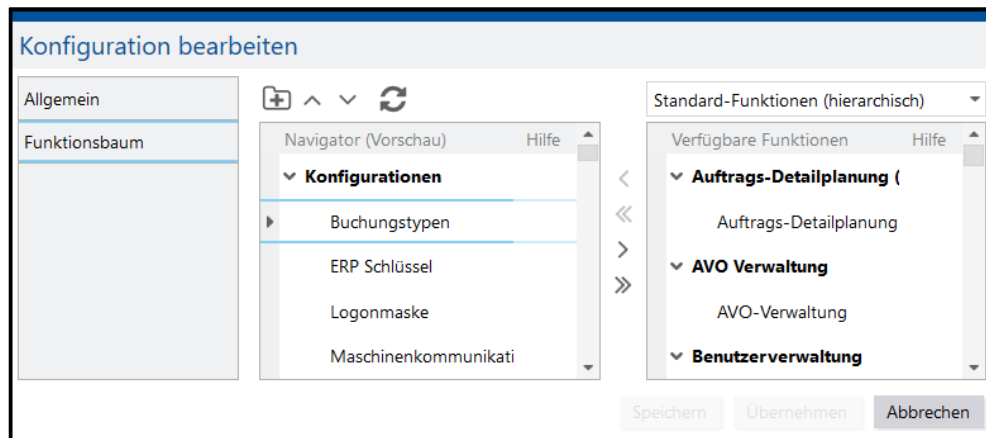 Konfiguration bearbeiten
Allgemein
Funktionsbaum
Navigator (Vorschau) Hilfe
Konfigurationen
Buchungstypen
ERP Schlüssel
Logonmaske
Maschinenkommunikati
Standard-Funktionen (hierarchisch)
Verfügbare Funktionen Hilfe
Auftrags-Detailplanung (
Auftrags-Detailplanung
AVO Verwaltung
AVO-Verwaltung
Benutzerverwaltung
Speichern Übernehmen Abbrechen